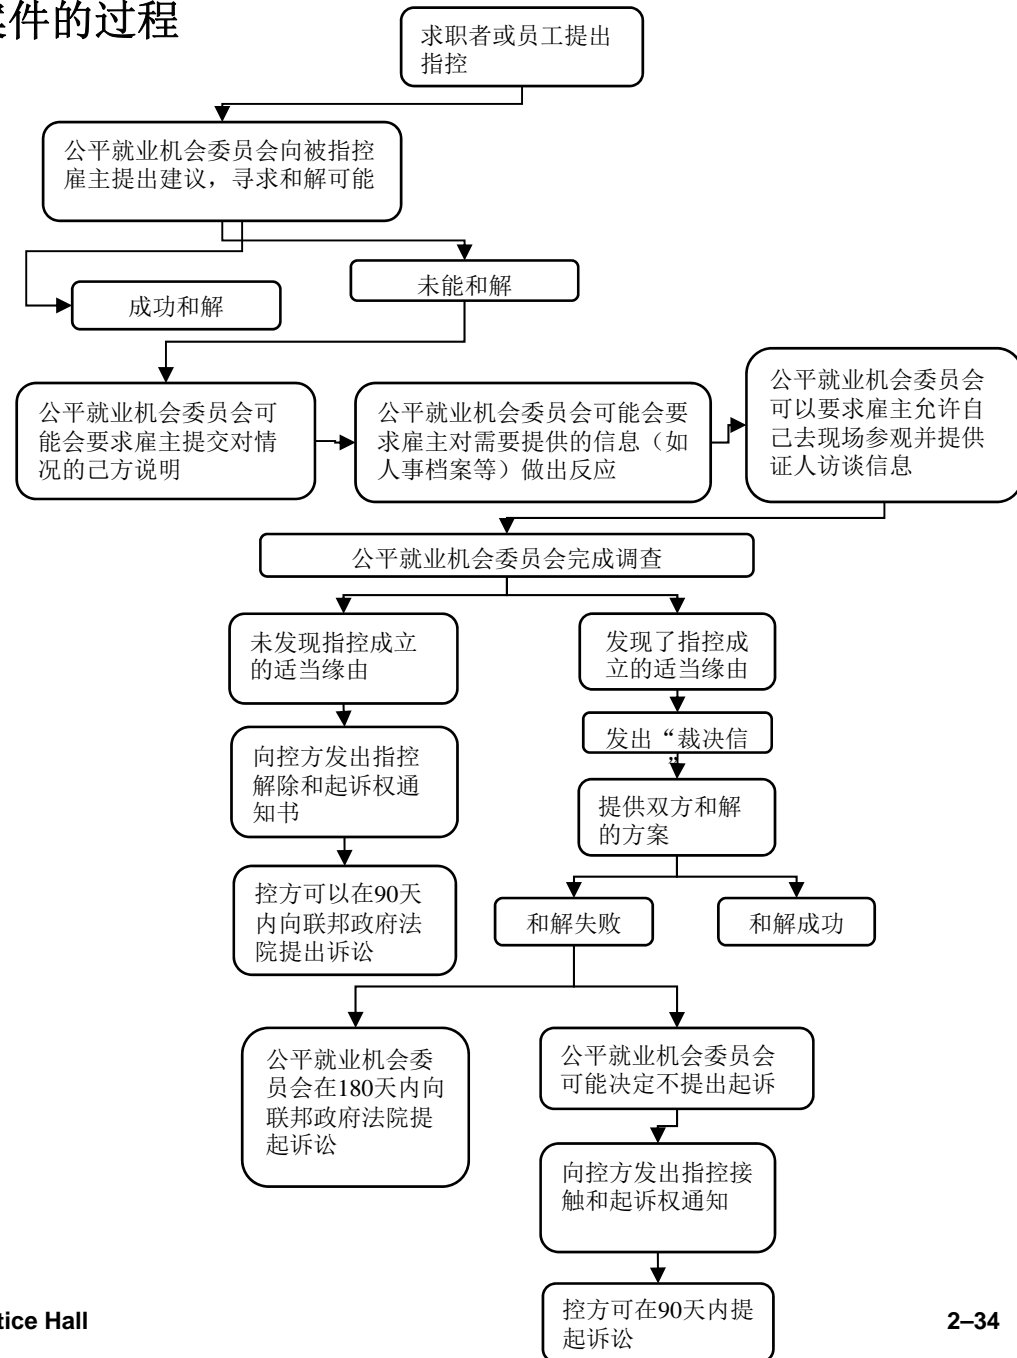 案件的过程
求职者或员工提出
指控
公平就业机会委员会向被指控
雇主提出建议，寻求和解可能
未能和解
成功和解
公平就业机会委员会可
能会要求雇主提交对情
况的己方说明
公平就业机会委员会可能会要
求雇主对需要提供的信息（如
人事档案等）做出反应
公平就业机会委员会
可以要求雇主允许自
己去现场参观并提供
证人访谈信息
公平就业机会委员会完成调查
未发现指控成立
的适当缘由
发现了指控成
立的适当缘由
向控方发出指控
解除和起诉权通
知书
发出“裁决信
”
提供双方和解
的方案
控方可以在90天
内向联邦政府法
院提出诉讼
和解失败
和解成功
公平就业机会委
员会在180天内向
联邦政府法院提
起诉讼
公平就业机会委员会
可能决定不提出起诉
向控方发出指控接
触和起诉权通知
控方可在90天内提
起诉讼
tice Hall
2–34